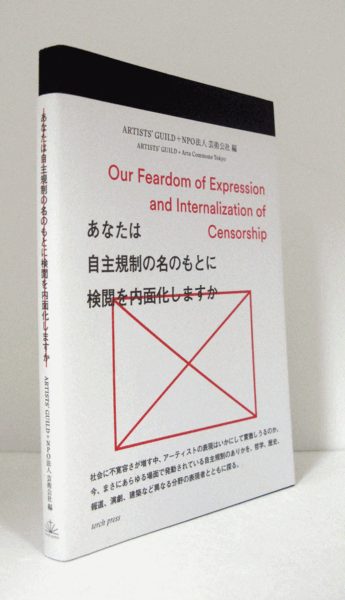 ARTISTS' GUILD+NPO法人 芸術公社 編
ARTISTS' GUILD + Arts Commons Tokyo
Our Feardom of Expression
and Internalization of
Censorship
あなたは
自主規制の名のもとに
検閲を内面化しますか
社会に不寛容さが増す中、アーティストの表現はいかにして貫徹しうるのか。
今、まさにあらゆる場面で発動されている自主規制のありかを、哲学、歴史、
報道、演劇、建築など異なる分野の表現者とともに探る。
torch press
あなたは自主規制の名のもとに検閲を内面化しますか
ARTISTS' GUILD+NPO法人 芸術公社 編